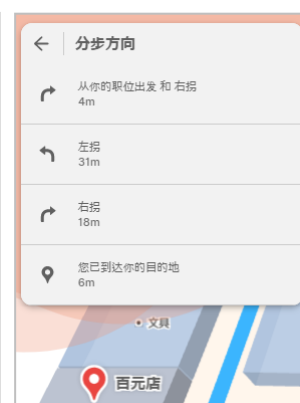 分步方向
从你的职位出发 和 右拐
4m
左拐
31m
右拐
18m
您已到达你的目的地
6m
文具
百元店